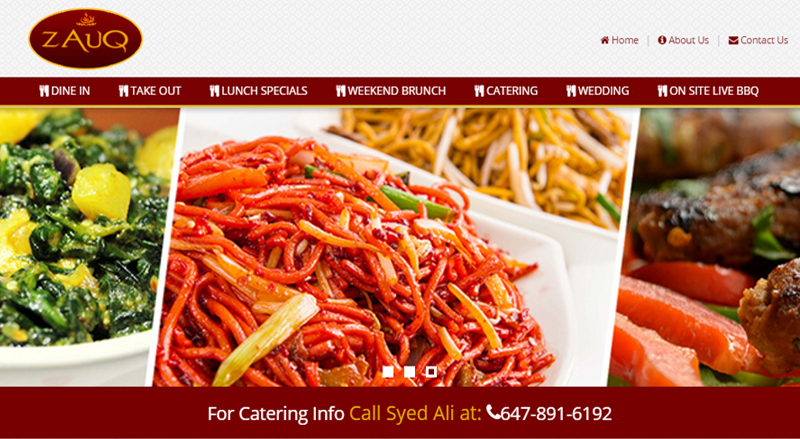 ZAUQ
Home | About Us | Contact Us
DINE IN TAKE OUT LUNCH SPECIALS WEEKEND BRUNCH CATERING WEDDING ON SITE LIVE BBQ
For Catering Info Call Syed Ali at: 647-891-6192